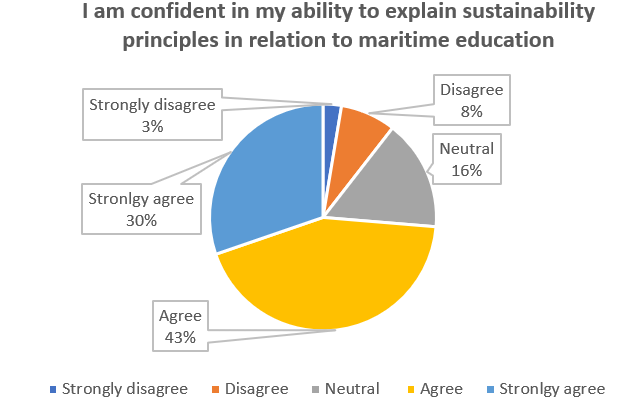 I am confident in my ability to explain sustainability
principles in relation to maritime education
Strongly disagree
3%
Disagree
8%
Neutral
16%
Stronlgy agree
30%
Agree
43%
Strongly disagree Disagree Neutral Agree Stronlgy agree